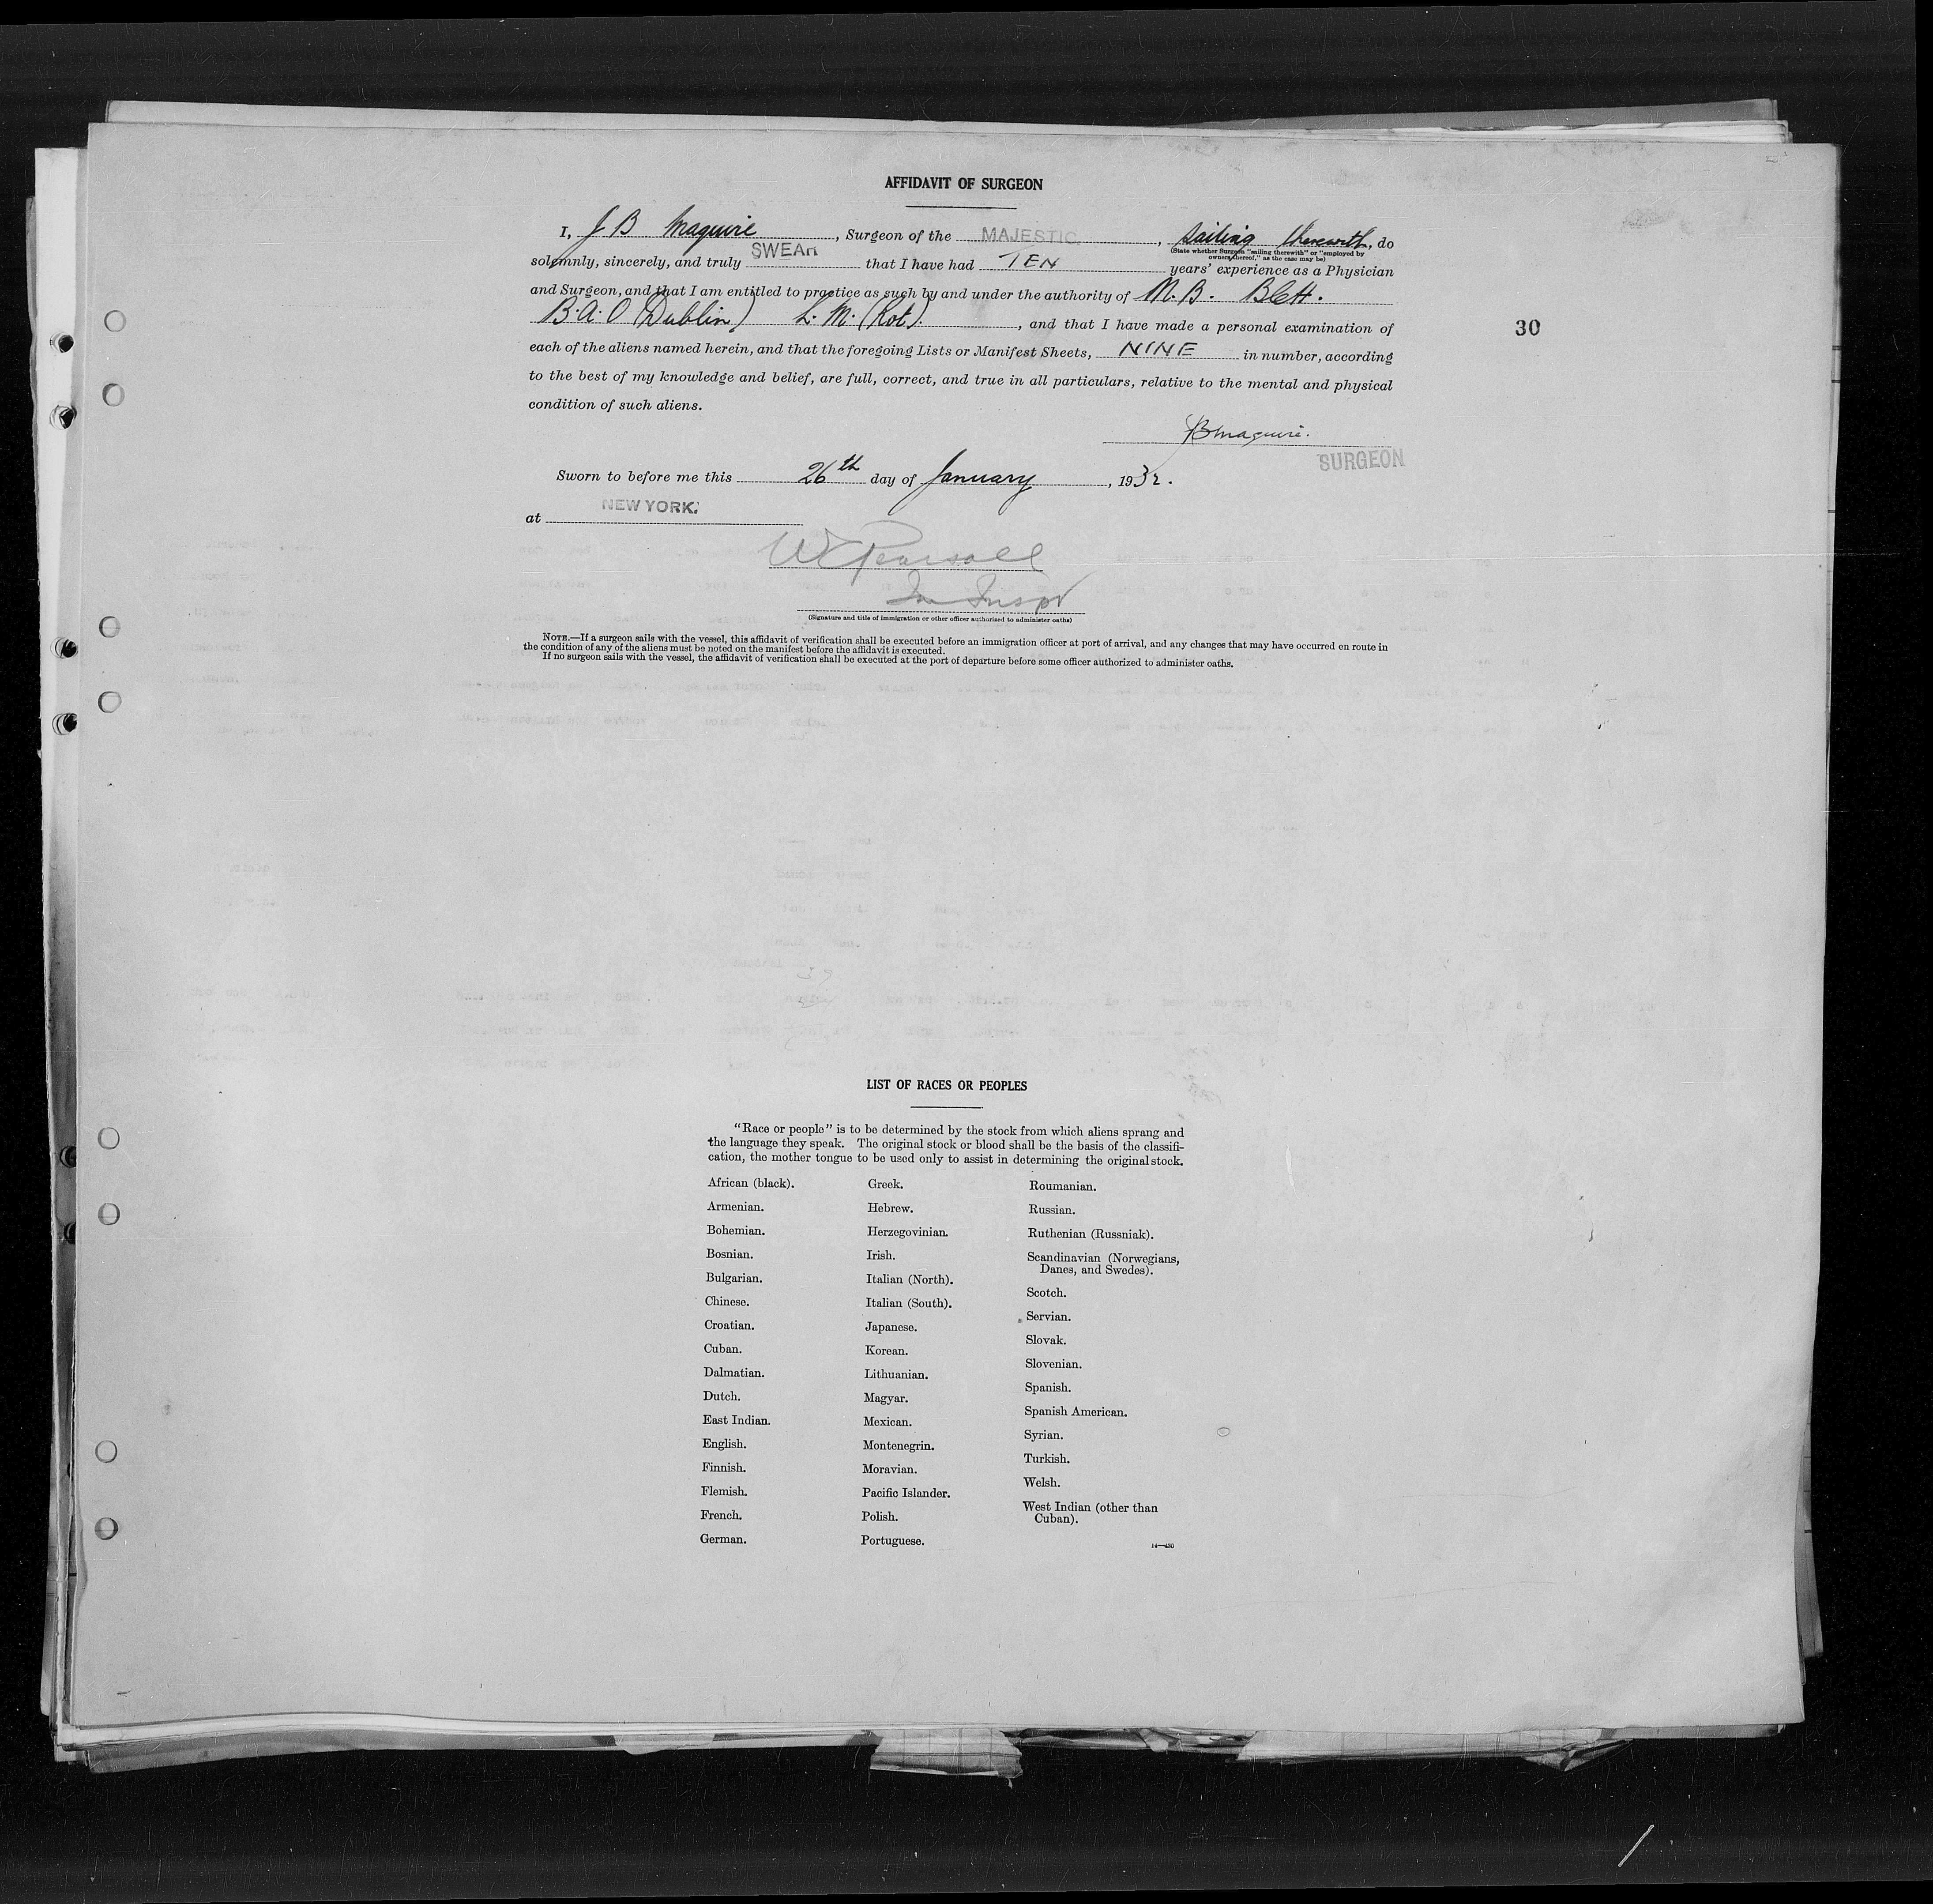 AFFIDAVIT OF SURGEON
I, J. B Maguire, Surgeon of the MAJESTIC., sailing therewith, do
(State whether Surgeon "sailing therewith" or "employed by
owners thereof," as the case may be)
solemnly, sincerely, and truly SWEAR that I have had TEN years' experience as a Physician
and Surgeon, and that I am entitled to practice as such by and under the authority of M.B.
B.A.O (Dublin) L.M. (Rot)., and that I have made a personal examination of
30
each of the aliens named herein, and that the foregoing Lists or Manifest Sheets, NINE in number, according
to the best of my knowledge and belief, are full, correct, and true in all particulars, relative to the mental and physical
condition of such aliens.
JBMaguire.
SURGEON
Sworn to before me this 26th day of January, 1932.
at NEW YORK.
W Pearsall
Im Inspr
(Signature and title of immigration or other officer authorized to administer oaths)
NOTE.—If a surgeon sails with the vessel, this affidavit of verification shall be executed before an immigration officer at port of arrival, and any changes that may have occurred en route in
the condition of any of the aliens must be noted on the manifest before the affidavit is executed.
If no surgeon sails with the vessel, the affidavit of verification shall be executed at the port of departure before some officer authorized to administer oaths.
LIST OF RACES OR PEOPLES
"Race or people" is to be determined by the stock from which aliens sprang and
the language they speak. The original stock or blood shall be the basis of the classifi-
cation, the mother tongue to be used only to assist in determining the original stock.
African (black).
Armenian.
Bohemian.
Bosnian.
Bulgarian.
Chinese.
Croatian.
Cuban.
Dalmatian.
Dutch.
East Indian.
English.
Finnish.
Flemish.
French.
German.
Greek.
Hebrew.
Herzegovinian.
Irish.
Italian (North).
Italian (South).
Japanese.
Korean.
Lithuanian.
Magyar.
Mexican.
Montenegrin.
Moravian.
Pacific Islander.
Polish.
Portuguese.
Roumanian.
Russian.
Ruthenian (Russniak).
Scandinavian (Norwegians,
Danes, and Swedes).
Scotch.
Servian.
Slovak.
Slovenian.
Spanish.
Spanish American.
Syrian.
Turkish.
Welsh.
West Indian (other than
Cuban).
14—430